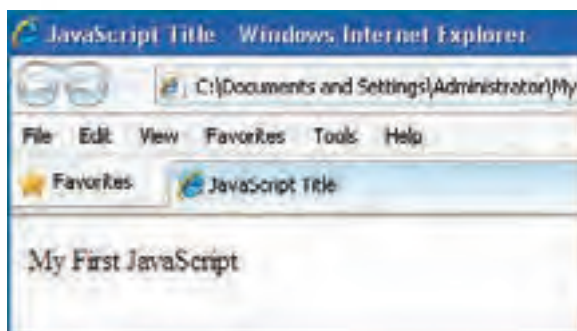 JavaScript Title Windows Internet Explorer
C:\Documents and Settings\Administrator\My
File Edit View Favorites Tools Help
Favorites JavaScript Title
My First JavaScript